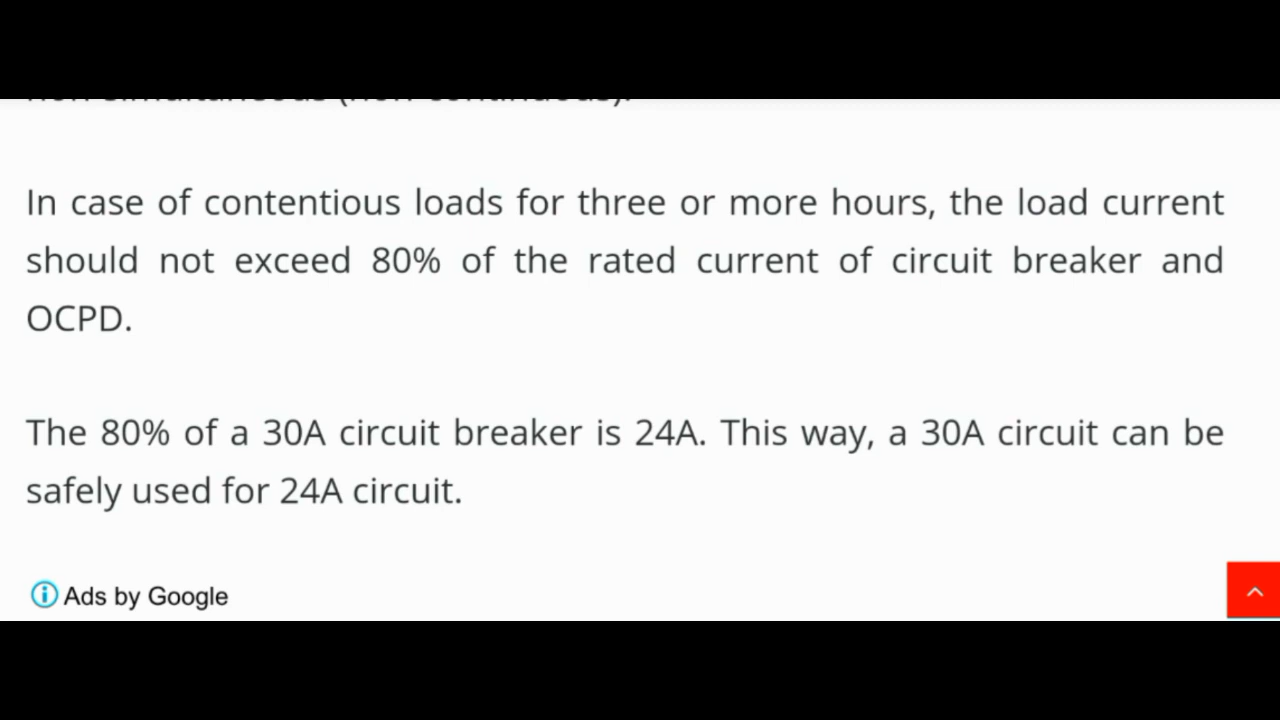 In case of contentious loads for three or more hours, the load current
should not exceed 80% of the rated current of circuit breaker and
OCPD.
The 80% of a 30A circuit breaker is 24A. This way, a 30A circuit can be
safely used for 24A circuit.
Ads by Google